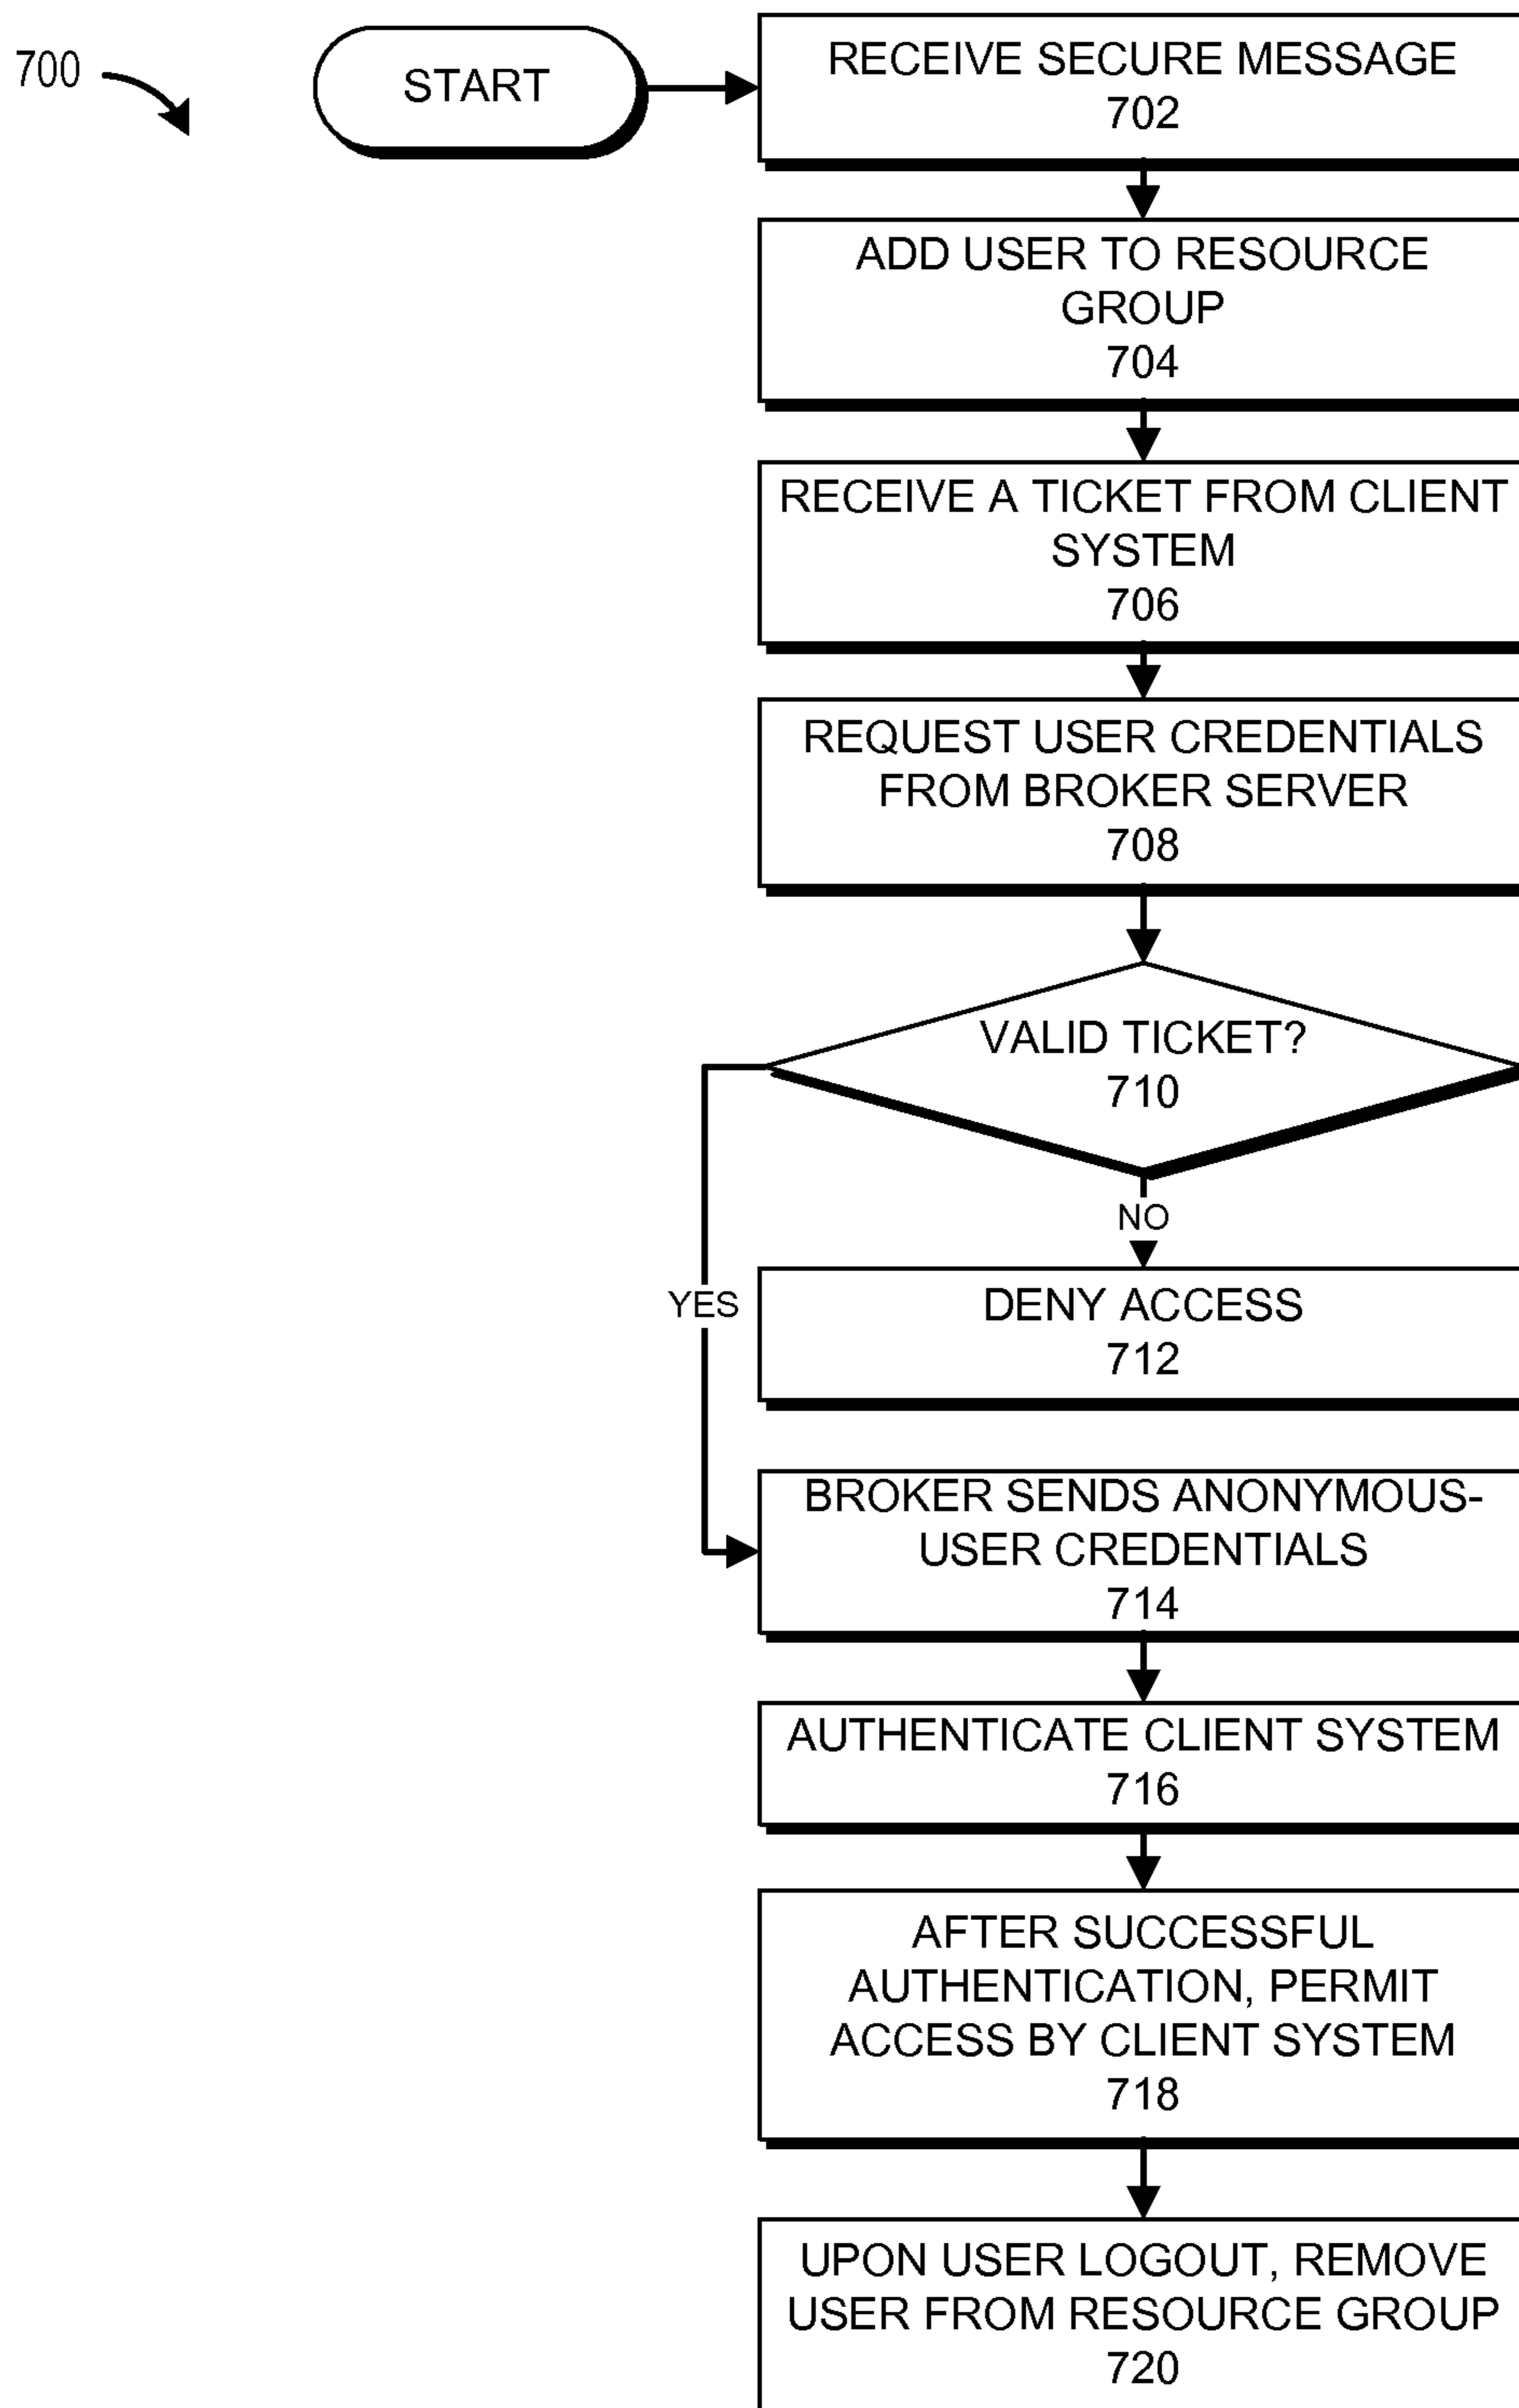 700
START
RECEIVE SECURE MESSAGE
702
ADD USER TO RESOURCE
GROUP
704
RECEIVE A TICKET FROM CLIENT
SYSTEM
706
REQUEST USER CREDENTIALS
FROM BROKER SERVER
708
VALID TICKET?
710
NO
YES
DENY ACCESS
712
BROKER SENDS ANONYMOUS-
USER CREDENTIALS
714
AUTHENTICATE CLIENT SYSTEM
716
AFTER SUCCESSFUL
AUTHENTICATION, PERMIT
ACCESS BY CLIENT SYSTEM
718
UPON USER LOGOUT, REMOVE
USER FROM RESOURCE GROUP
720